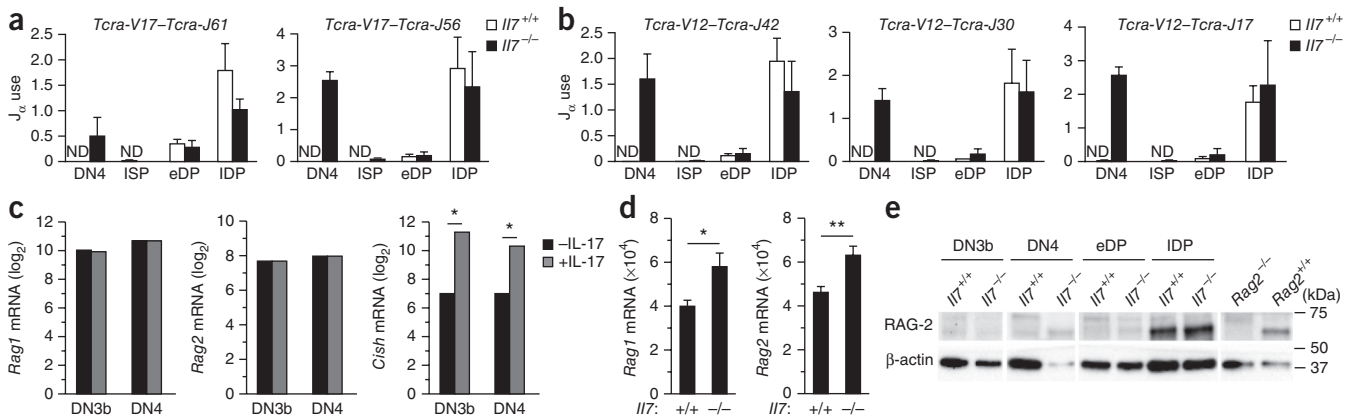 a
Tcra-V17–Tcra-J61
Jα use
2.5
2.0
1.5
1.0
0.5
0
ND
ND
DN4 ISP eDP IDP
Tcra-V17–Tcra-J56
6
4
2
0
ND
ND
DN4 ISP eDP IDP
Il7 +/+
Il7 –/–
b
Tcra-V12–Tcra-J42
Jα use
2.5
2.0
1.5
1.0
0.5
0
ND
ND
DN4 ISP eDP IDP
Tcra-V12–Tcra-J30
3
2
1
0
ND
ND
DN4 ISP eDP IDP
Tcra-V12–Tcra-J17
4
3
2
1
0
ND
ND
DN4 ISP eDP IDP
Il7 +/+
Il7 –/–
c
Rag1 mRNA (log2)
12
10
8
6
4
2
0
DN3b DN4
Rag2 mRNA (log2)
10
8
6
4
2
0
DN3b DN4
Cish mRNA (log2)
12
10
8
6
4
2
0
*
*
DN3b DN4
–IL-17
+IL-17
d
Rag1 mRNA (×10⁴)
8
6
4
2
0
*
Il7: +/+ –/–
Rag2 mRNA (×10⁴)
8
6
4
2
0
**
Il7: +/+ –/–
e
DN3b DN4 eDP IDP
Il7+/+ Il7–/– Il7+/+ Il7–/– Il7+/+ Il7–/– Il7+/+ Il7–/– Rag2–/– Rag2+/+
(kDa)
RAG-2
75
50
β-actin
37